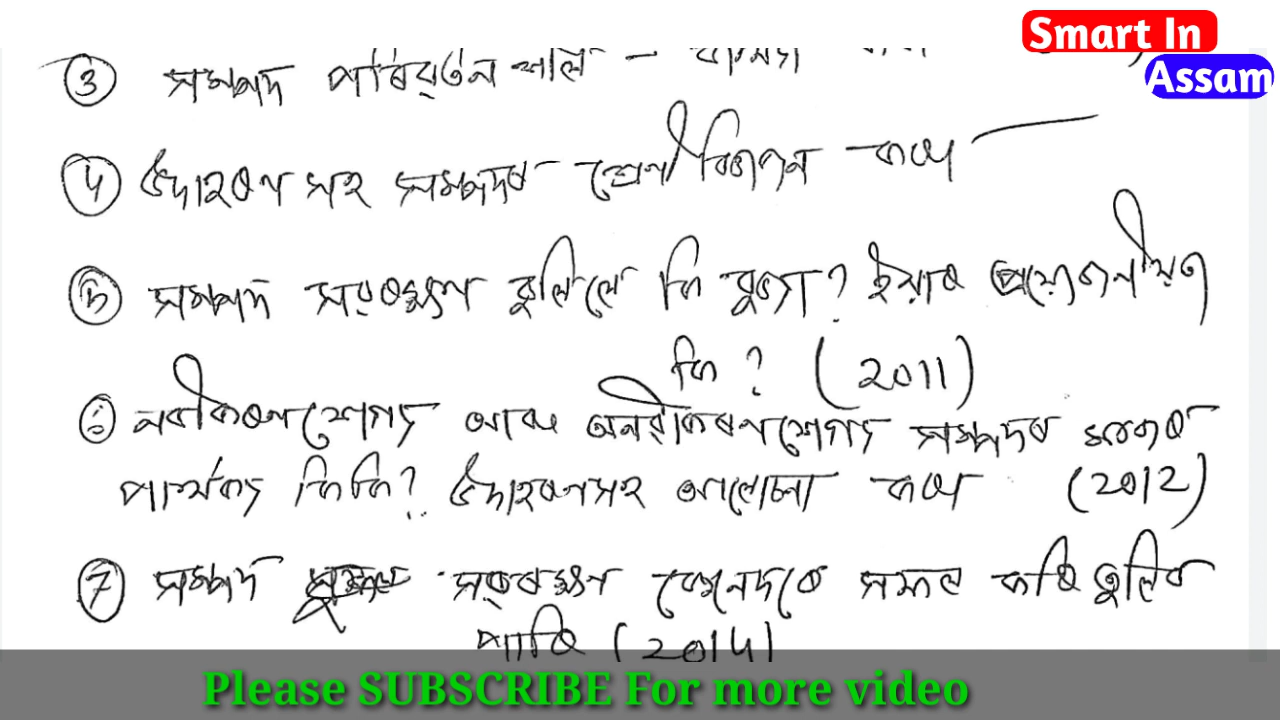 Smart In
Assam
③ সম্পদ পৰিৱৰ্তনশীল –
④ উদাহৰণ সহ সম্পদৰ শ্ৰেণীবিভাজন কৰা
⑤ সম্পদ সংৰক্ষণ বুলিলে কি বুজা? ইয়াৰ প্ৰয়োজনীয়তা
কি? (2011)
⑥ নবীকৰণযোগ্য আৰু অনবীকৰণযোগ্য সম্পদৰ মাজৰ
পাৰ্থক্য কি কি? উদাহৰণসহ আলোচনা কৰা (2012)
⑦ সম্পদ সংৰক্ষণ কেনেদৰে সফল কৰি তুলিব
পাৰি (2014)
Please SUBSCRIBE For more video